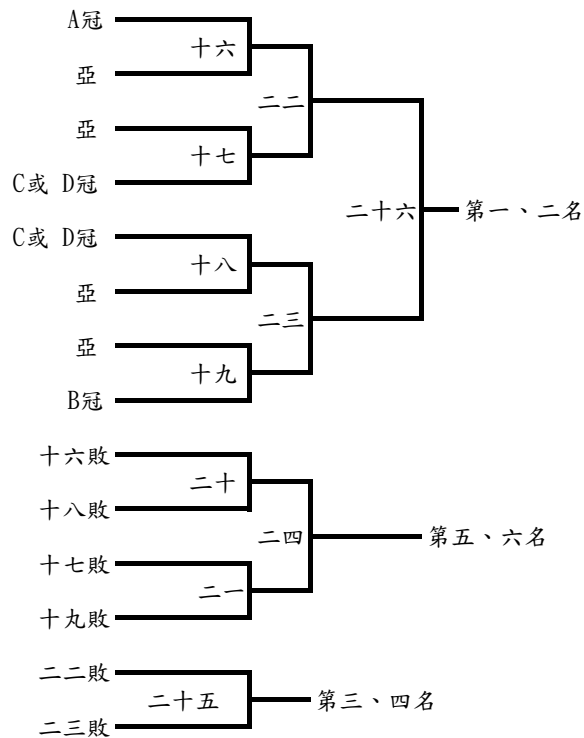 A冠
十六
亞
二二
亞
十七
C或 D冠
二十六
第一、二名
C或 D冠
十八
亞
二三
亞
十九
B冠
十六敗
二十
十八敗
二四
第五、六名
十七敗
二一
十九敗
二二敗
二十五
第三、四名
二三敗